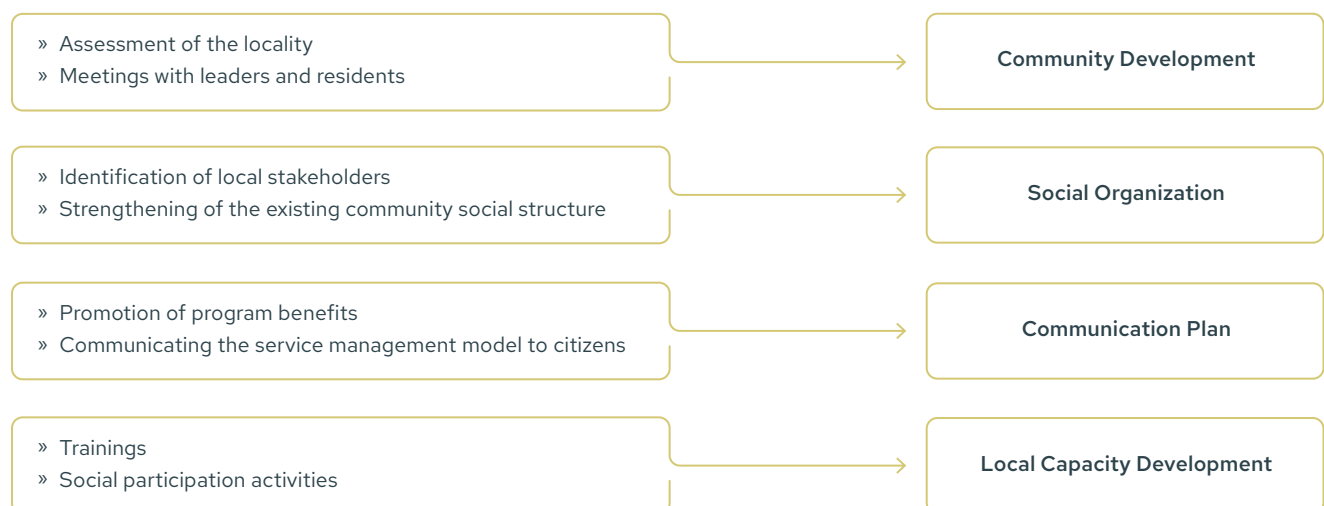 » Assessment of the locality
» Meetings with leaders and residents
Community Development
» Identification of local stakeholders
» Strengthening of the existing community social structure
Social Organization
» Promotion of program benefits
» Communicating the service management model to citizens
Communication Plan
» Trainings
» Social participation activities
Local Capacity Development